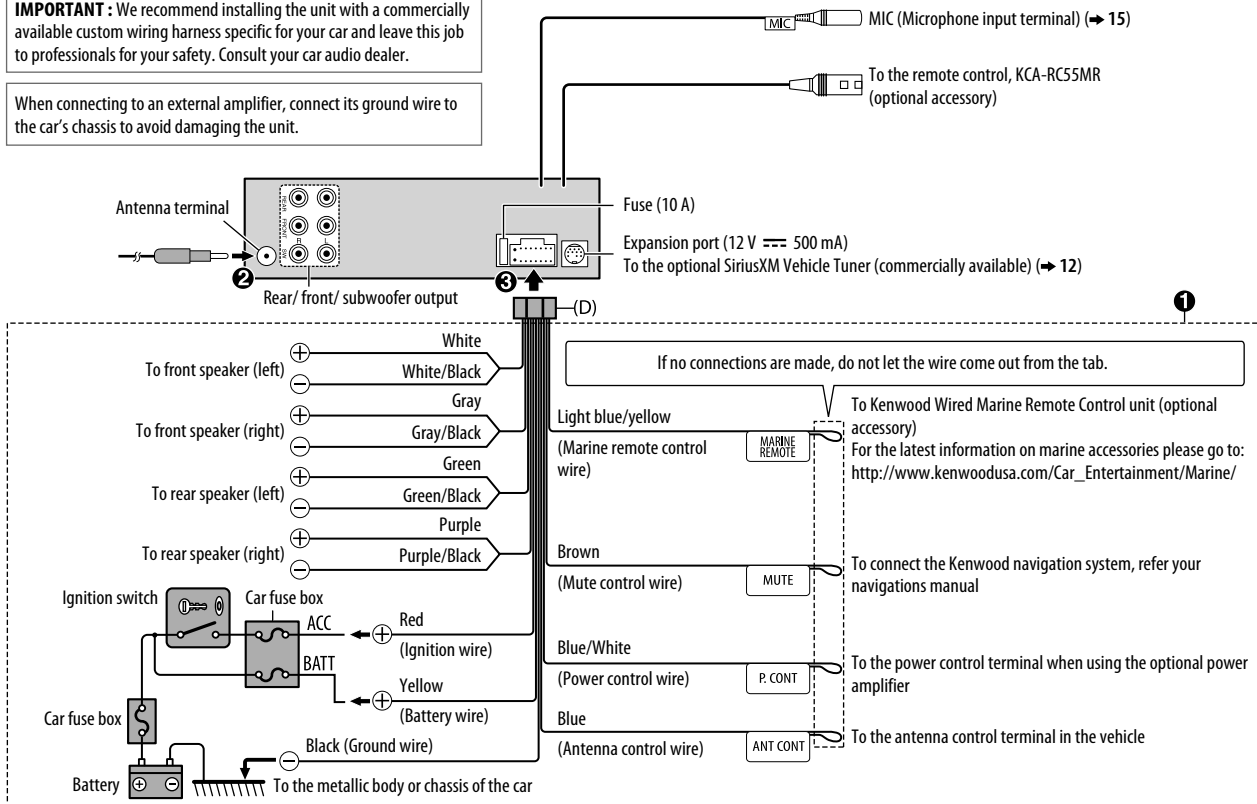 IMPORTANT : We recommend installing the unit with a commercially
available custom wiring harness specific for your car and leave this job
to professionals for your safety. Consult your car audio dealer.
When connecting to an external amplifier, connect its ground wire to
the car's chassis to avoid damaging the unit.
MIC
MIC (Microphone input terminal) (➜ 15)
To the remote control, KCA-RC55MR
(optional accessory)
Antenna terminal
REAR
FRONT
R
L
SW
Fuse (10 A)
Expansion port (12 V ⎓ 500 mA)
To the optional SiriusXM Vehicle Tuner (commercially available) (➜ 12)
❷
❸
Rear/ front/ subwoofer output
(D)
❶
White
To front speaker (left)
White/Black
Gray
To front speaker (right)
Gray/Black
Green
To rear speaker (left)
Green/Black
Purple
To rear speaker (right)
Purple/Black
Ignition switch
Car fuse box
ACC
Red
(Ignition wire)
BATT
Yellow
(Battery wire)
Car fuse box
Black (Ground wire)
Battery
To the metallic body or chassis of the car
If no connections are made, do not let the wire come out from the tab.
Light blue/yellow
(Marine remote control
wire)
MARINE
REMOTE
To Kenwood Wired Marine Remote Control unit (optional
accessory)
For the latest information on marine accessories please go to:
http://www.kenwoodusa.com/Car_Entertainment/Marine/
Brown
(Mute control wire)
MUTE
To connect the Kenwood navigation system, refer your
navigations manual
Blue/White
(Power control wire)
P. CONT
To the power control terminal when using the optional power
amplifier
Blue
(Antenna control wire)
ANT CONT
To the antenna control terminal in the vehicle